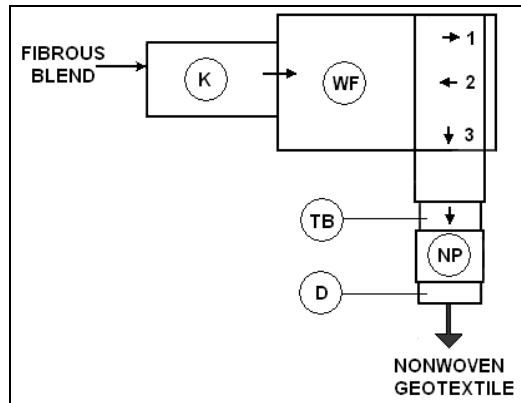 FIBROUS
BLEND
K
WF
1
2
3
TB
NP
D
NONWOVEN
GEOTEXTILE